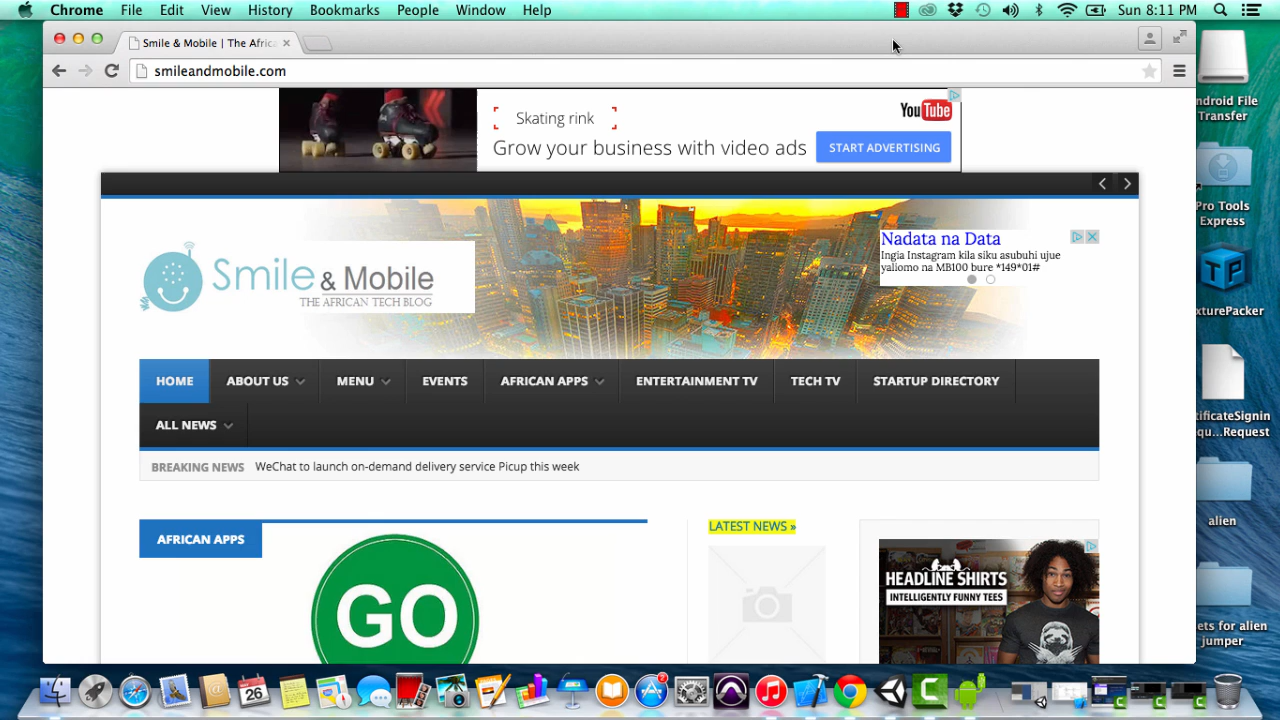 Chrome File Edit View History Bookmarks People Window Help Sun 8:11 PM
Smile & Mobile | The Africa
smileandmobile.com
Skating rink
Grow your business with video ads
YouTube
START ADVERTISING
Smile & Mobile
THE AFRICAN TECH BLOG
Nadata na Data
Ingia Instagram kila siku asubuhi ujue
yaliomo na MB100 bure *149*01#
HOME ABOUT US MENU EVENTS AFRICAN APPS ENTERTAINMENT TV TECH TV STARTUP DIRECTORY
ALL NEWS
BREAKING NEWS WeChat to launch on-demand delivery service Picup this week
AFRICAN APPS
GO
LATEST NEWS »
HEADLINE SHIRTS
INTELLIGENTLY FUNNY TEES
ndroid File
Transfer
Pro Tools
Express
TP
xturePacker
tificateSignin
qu...Request
alien
ets for alien
jumper
26
7